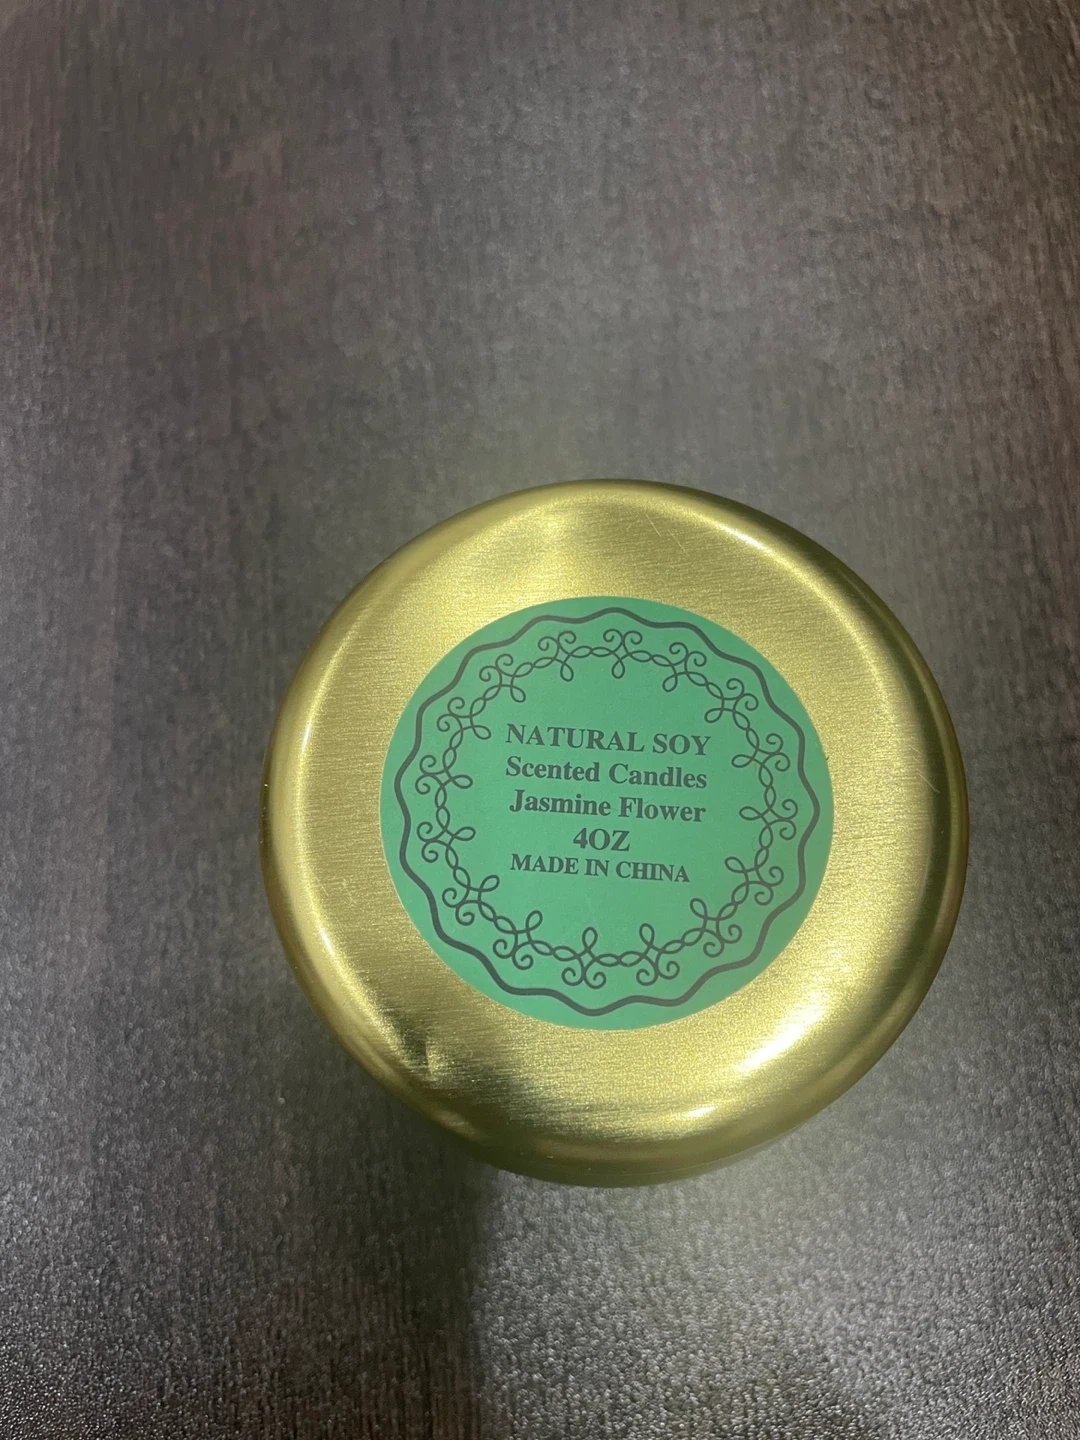 NATURAL SOY
Scented Candles
Jasmine Flower
4OZ
MADE IN CHINA